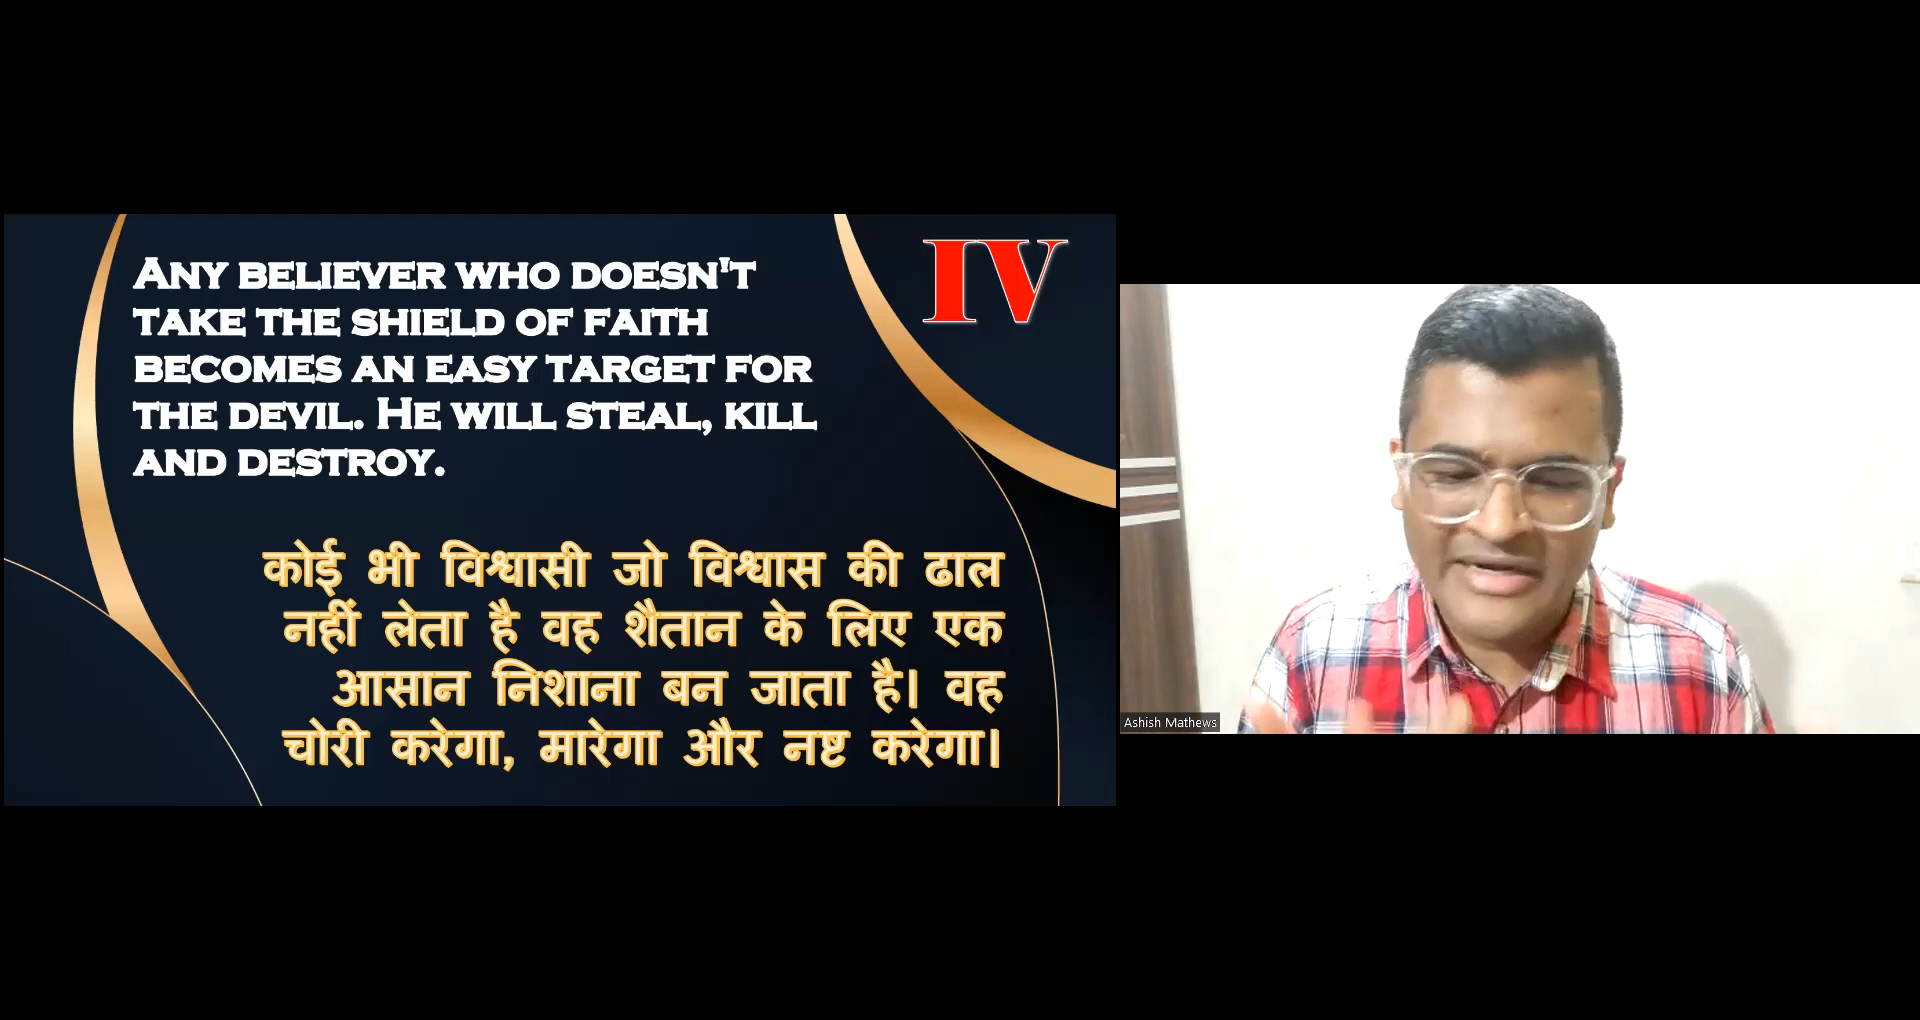 IV
ANY BELIEVER WHO DOESN'T
TAKE THE SHIELD OF FAITH
BECOMES AN EASY TARGET FOR
THE DEVIL. HE WILL STEAL, KILL
AND DESTROY.
कोई भी विश्वासी जो विश्वास की ढाल
नहीं लेता है वह शैतान के लिए एक
आसान निशाना बन जाता है। वह
चोरी करेगा, मारेगा और नष्ट करेगा।
Ashish Mathews